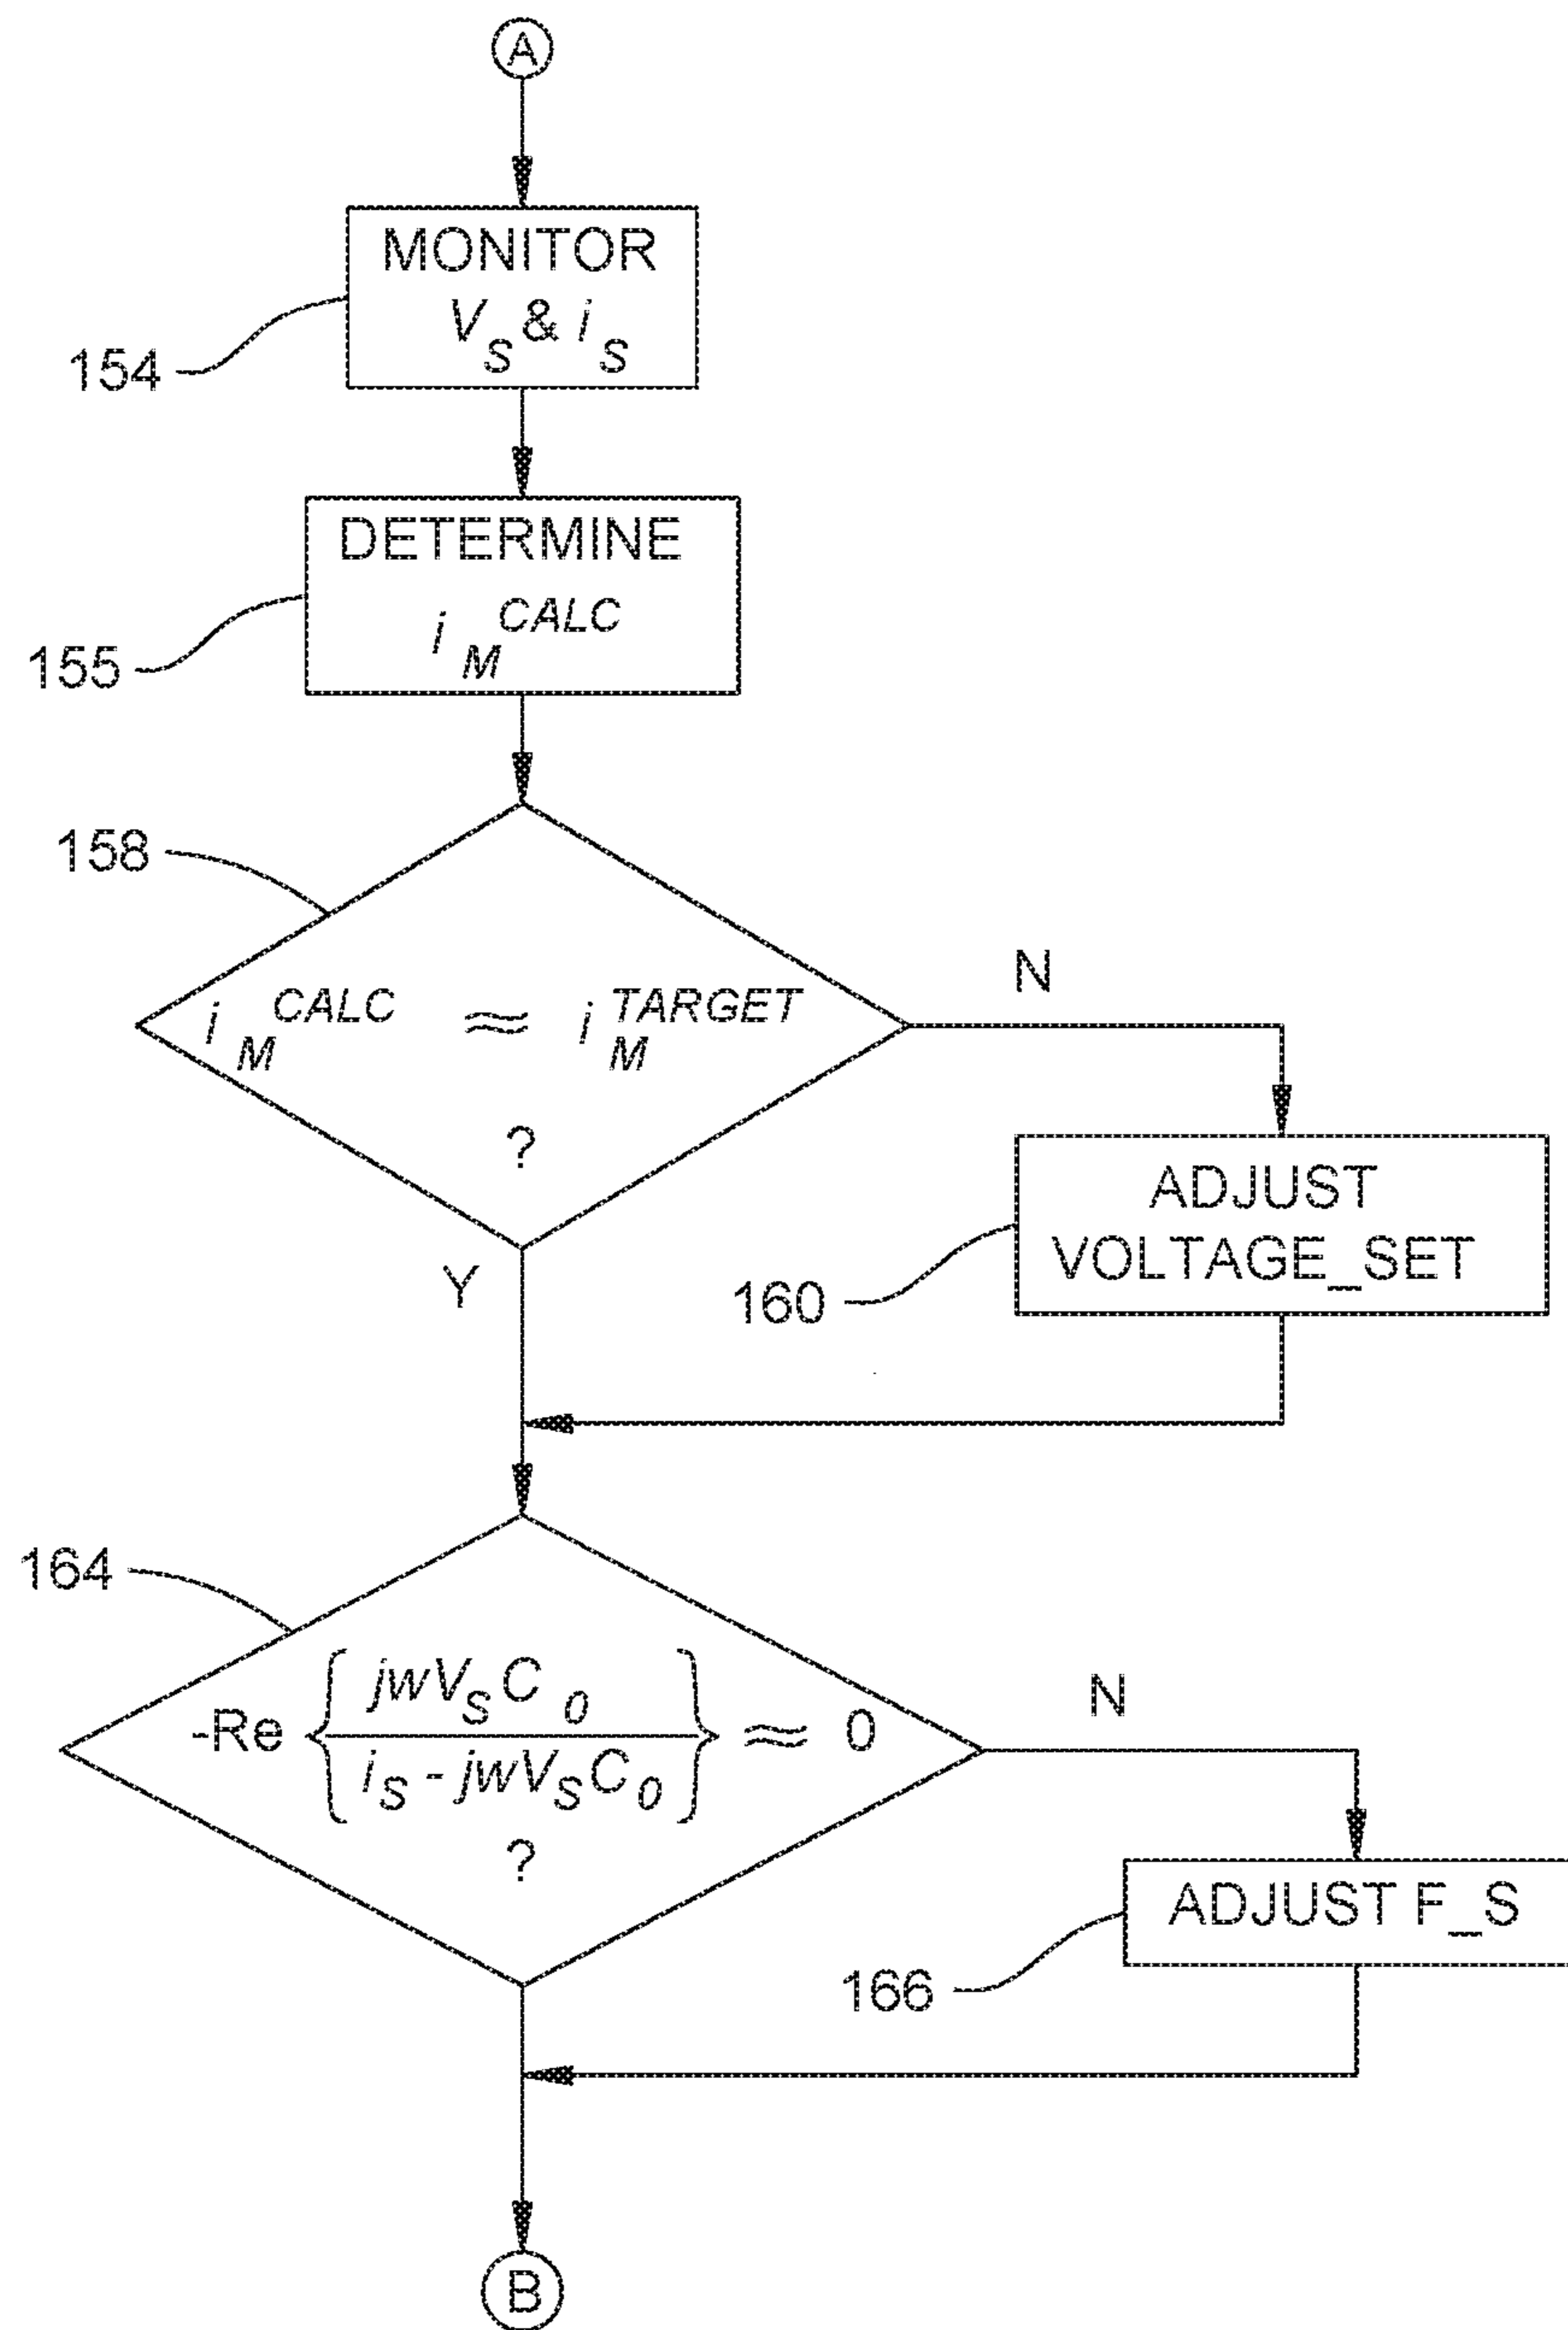 A
MONITOR
V_S & i_S
154
DETERMINE
i_M^CALC
155
158
i_M^CALC ≈ i_M^TARGET
?
N
ADJUST
VOLTAGE_SET
160
Y
164
-Re { jwV_S C_0 / i_S - jwV_S C_0 } ≈ 0
?
N
ADJUST F_S
166
B